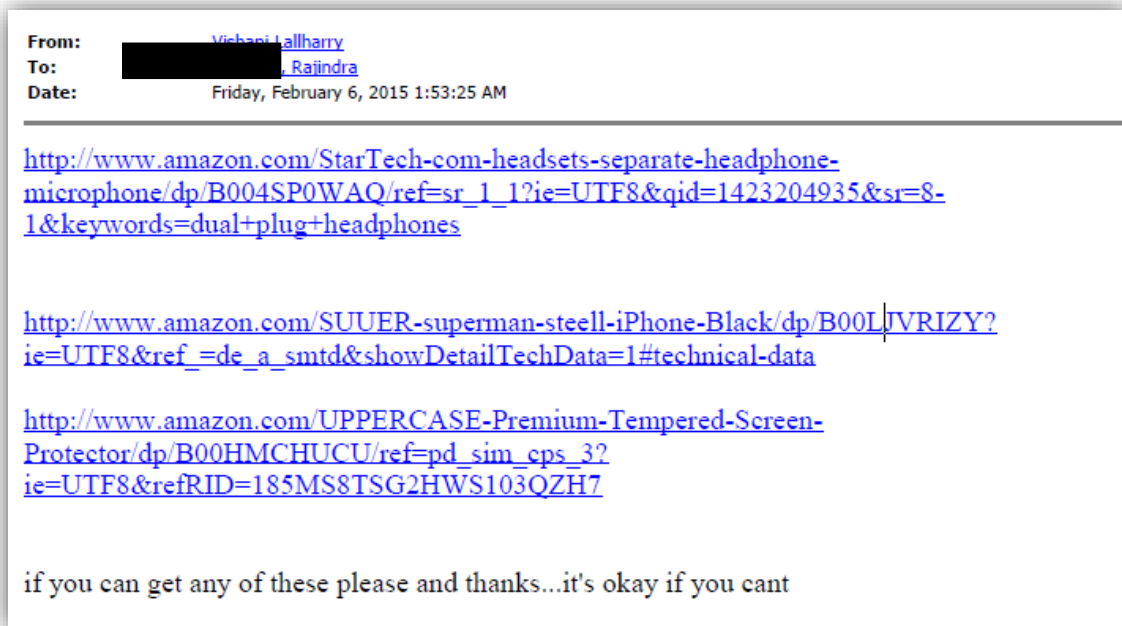 From: Vishani Lallharry
To: , Rajindra
Date: Friday, February 6, 2015 1:53:25 AM
http://www.amazon.com/StarTech-com-headsets-separate-headphone-
microphone/dp/B004SP0WAQ/ref=sr_1_1?ie=UTF8&qid=1423204935&sr=8-
1&keywords=dual+plug+headphones
http://www.amazon.com/SUUER-superman-steell-iPhone-Black/dp/B00LJVRIZY?
ie=UTF8&ref_=de_a_smtd&showDetailTechData=1#technical-data
http://www.amazon.com/UPPERCASE-Premium-Tempered-Screen-
Protector/dp/B00HMCHUCU/ref=pd_sim_cps_3?
ie=UTF8&refRID=185MS8TSG2HWS103QZH7
if you can get any of these please and thanks...it's okay if you cant